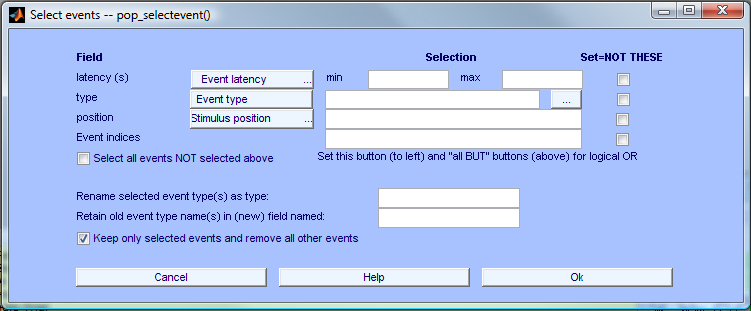 Select events -- pop_selectevent()
Field Selection Set=NOT THESE
latency (s) Event latency ... min max
type Event type ...
position Stimulus position ...
Event indices
Select all events NOT selected above Set this button (to left) and "all BUT" buttons (above) for logical OR
Rename selected event type(s) as type:
Retain old event type name(s) in (new) field named:
Keep only selected events and remove all other events
Cancel Help Ok